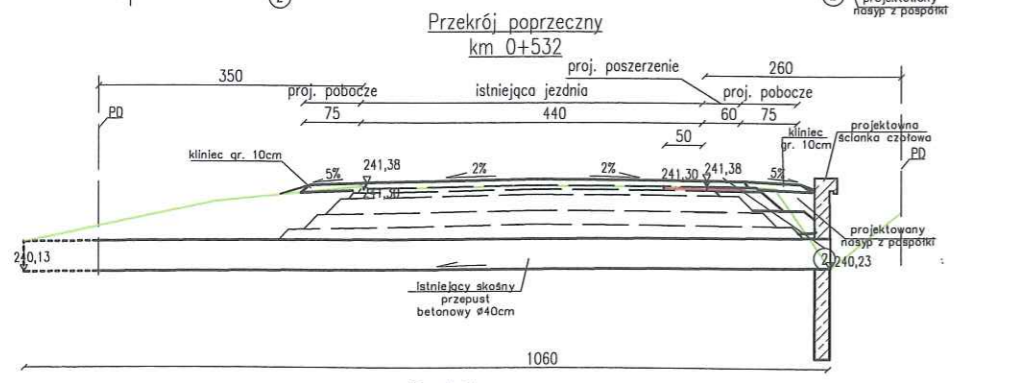 2
projektowany
nasyp z pospółki
Przekrój poprzeczny
km 0+532
350
proj. poszerzenie
260
proj. pobocze
istniejąca jezdnia
proj. pobocze
75
440
60
75
PD
50
kliniec
gr. 10cm
projektowna
ścianka czołowa
PD
kliniec gr. 10cm
5%
241,38
2%
2%
241,30
241,38
5%
241,30
projektowany
nasyp z pospółki
240,13
2
240,23
istniejący skośny
przepust
betonowy ø40cm
1060